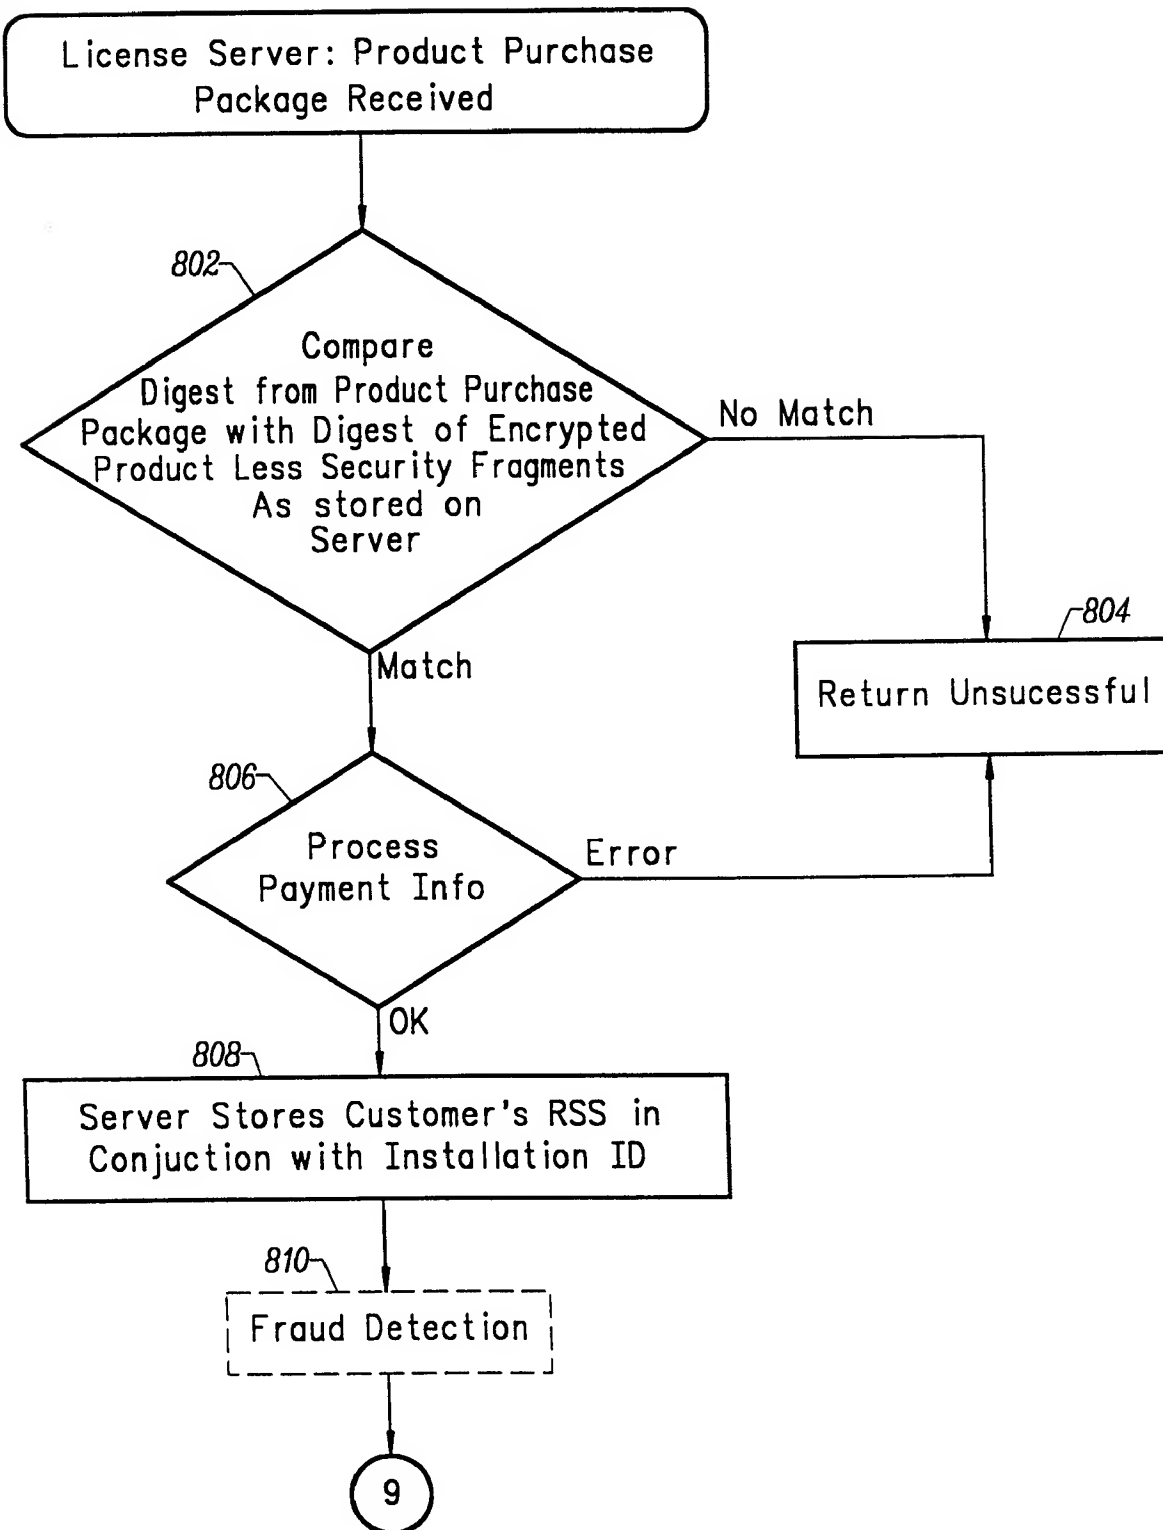 License Server: Product Purchase
Package Received
802
Compare
Digest from Product Purchase
Package with Digest of Encrypted
Product Less Security Fragments
As stored on
Server
No Match
804
Return Unsucessful
Match
806
Process
Payment Info
Error
OK
808
Server Stores Customer's RSS in
Conjuction with Installation ID
810
Fraud Detection
9